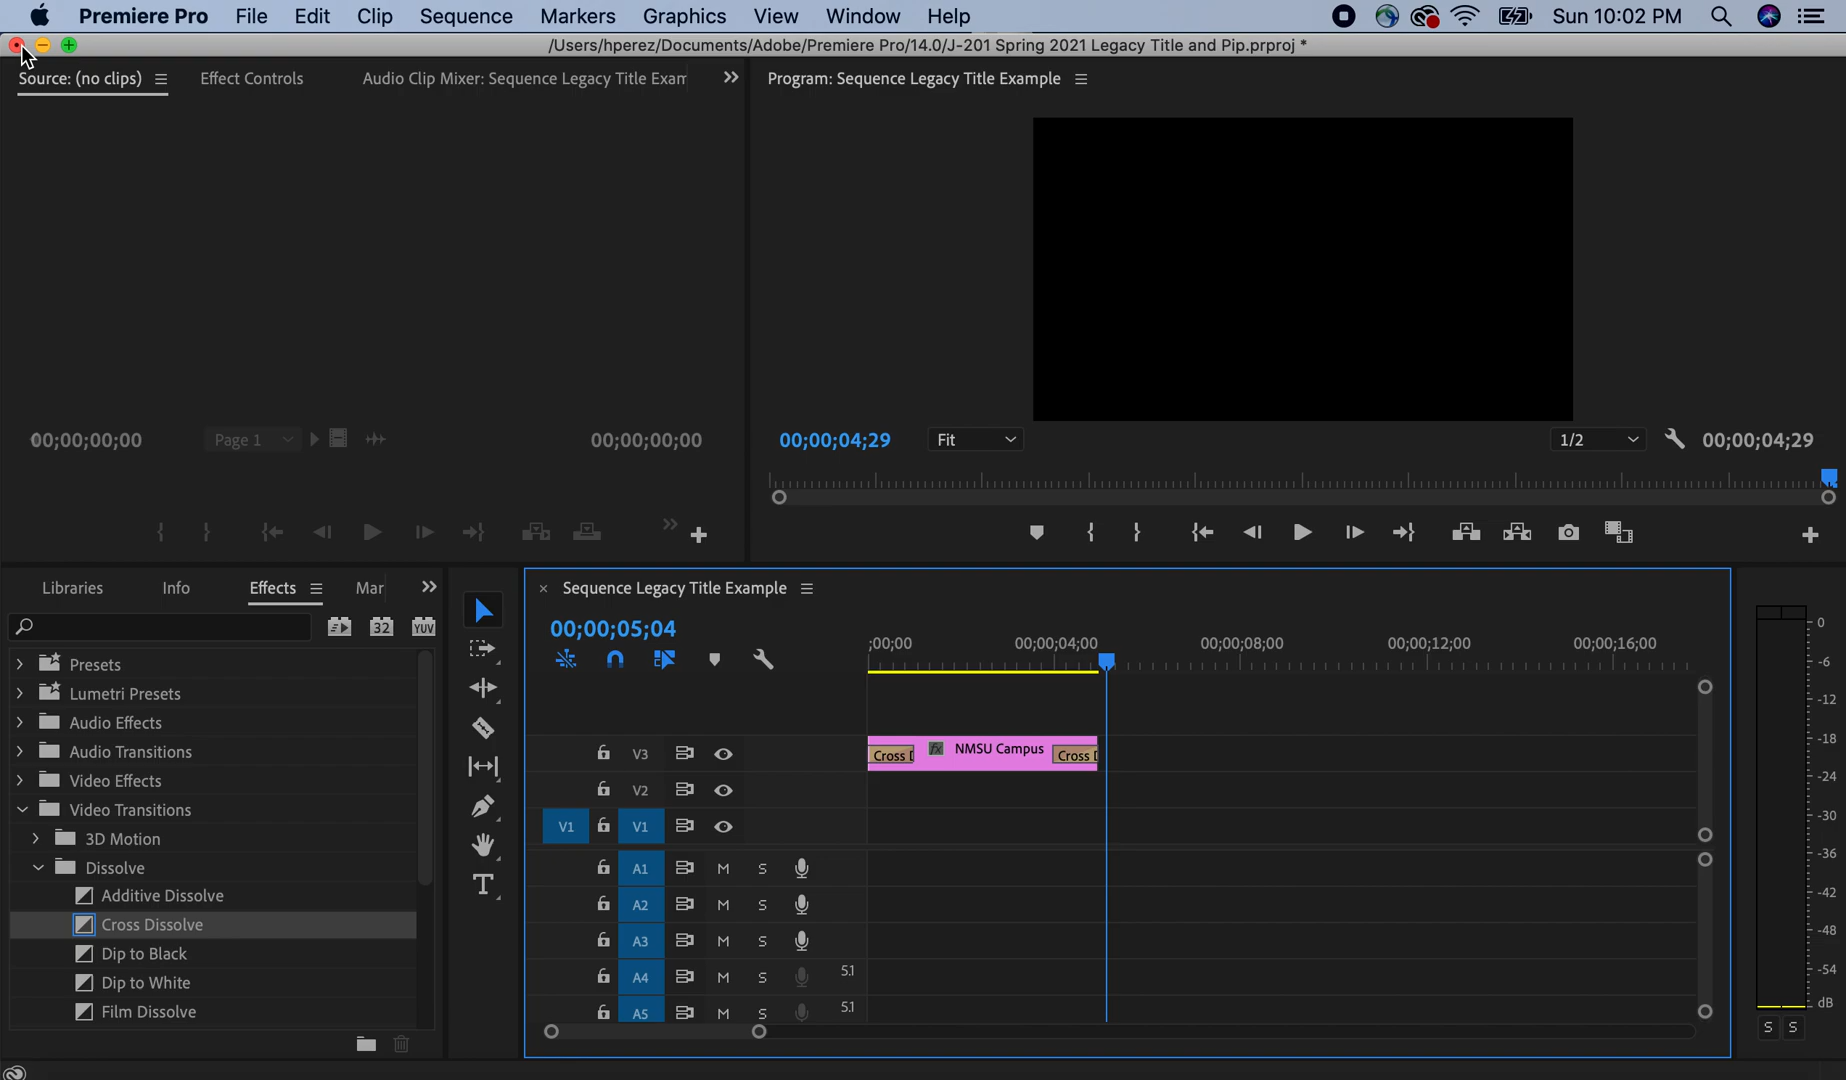 Premiere Pro File Edit Clip Sequence Markers Graphics View Window Help Sun 10:02 PM
/Users/hperez/Documents/Adobe/Premiere Pro/14.0/J-201 Spring 2021 Legacy Title and Pip.prproj *
Source: (no clips) Effect Controls Audio Clip Mixer: Sequence Legacy Title Exam
Program: Sequence Legacy Title Example
00;00;00;00 Page 1 00;00;00;00
00;00;04;29 Fit 1/2 00;00;04;29
Libraries Info Effects Mar
32 YUV
Presets
Lumetri Presets
Audio Effects
Audio Transitions
Video Effects
Video Transitions
3D Motion
Dissolve
Additive Dissolve
Cross Dissolve
Dip to Black
Dip to White
Film Dissolve
× Sequence Legacy Title Example
00;00;05;04
;00;00 00;00;04;00 00;00;08;00 00;00;12;00 00;00;16;00
V3 Cross D fx NMSU Campus Cross D
V2
V1 V1
A1 M S
A2 M S
A3 M S
A4 M S 5.1
A5 M S 5.1
0
-6
-12
-18
-24
-30
-36
-42
-48
-54
dB
S S